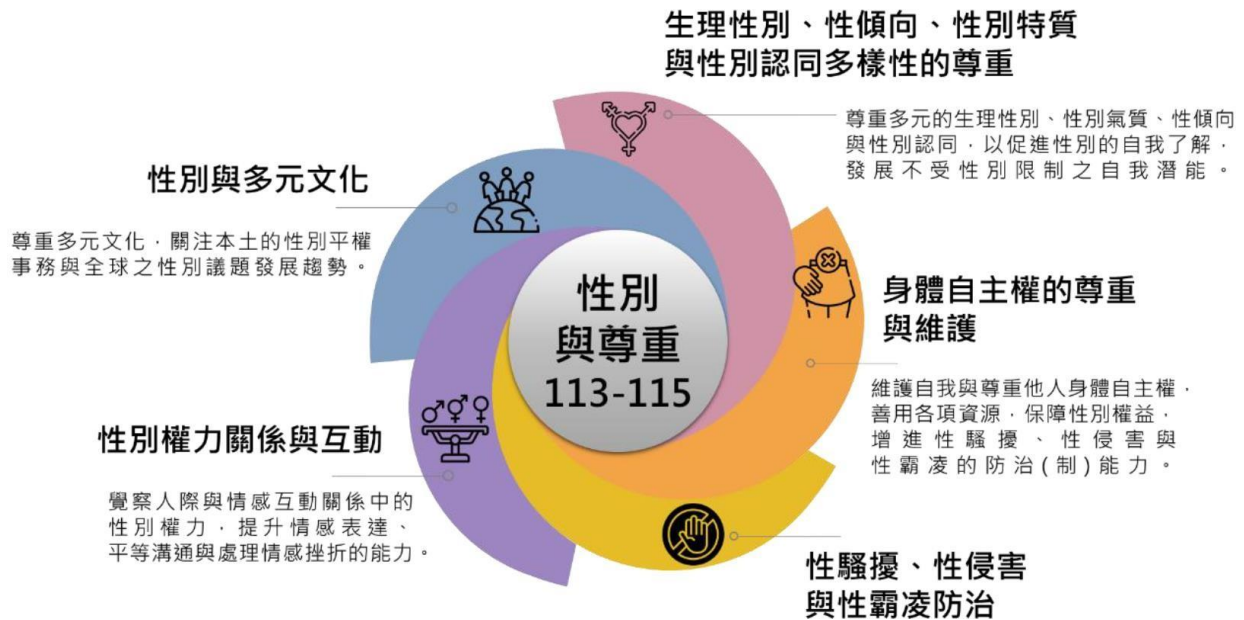 生理性別、性傾向、性別特質
與性別認同多樣性的尊重
尊重多元的生理性別、性別氣質、性傾向
與性別認同，以促進性別的自我了解，
發展不受性別限制之自我潛能。
性別與多元文化
尊重多元文化，關注本土的性別平權
事務與全球之性別議題發展趨勢。
性別
與尊重
113-115
身體自主權的尊重
與維護
維護自我與尊重他人身體自主權，
善用各項資源，保障性別權益，
增進性騷擾、性侵害與
性霸凌的防治(制)能力。
性別權力關係與互動
覺察人際與情感互動關係中的
性別權力，提升情感表達、
平等溝通與處理情感挫折的能力。
性騷擾、性侵害
與性霸凌防治